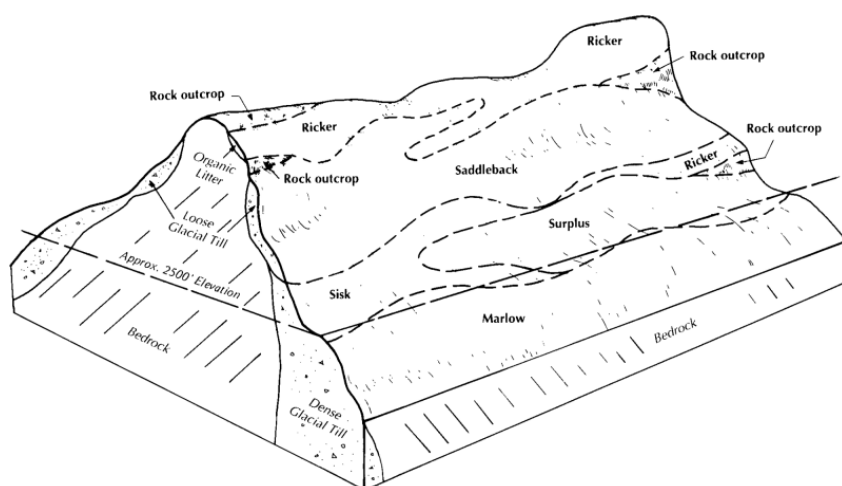 Ricker
Rock outcrop
Rock outcrop
Ricker
Rock outcrop
Organic
Litter
Rock outcrop
Ricker
Saddleback
Loose
Glacial Till
Surplus
Approx. 2500' Elevation
Sisk
Marlow
Bedrock
Bedrock
Dense
Glacial Till